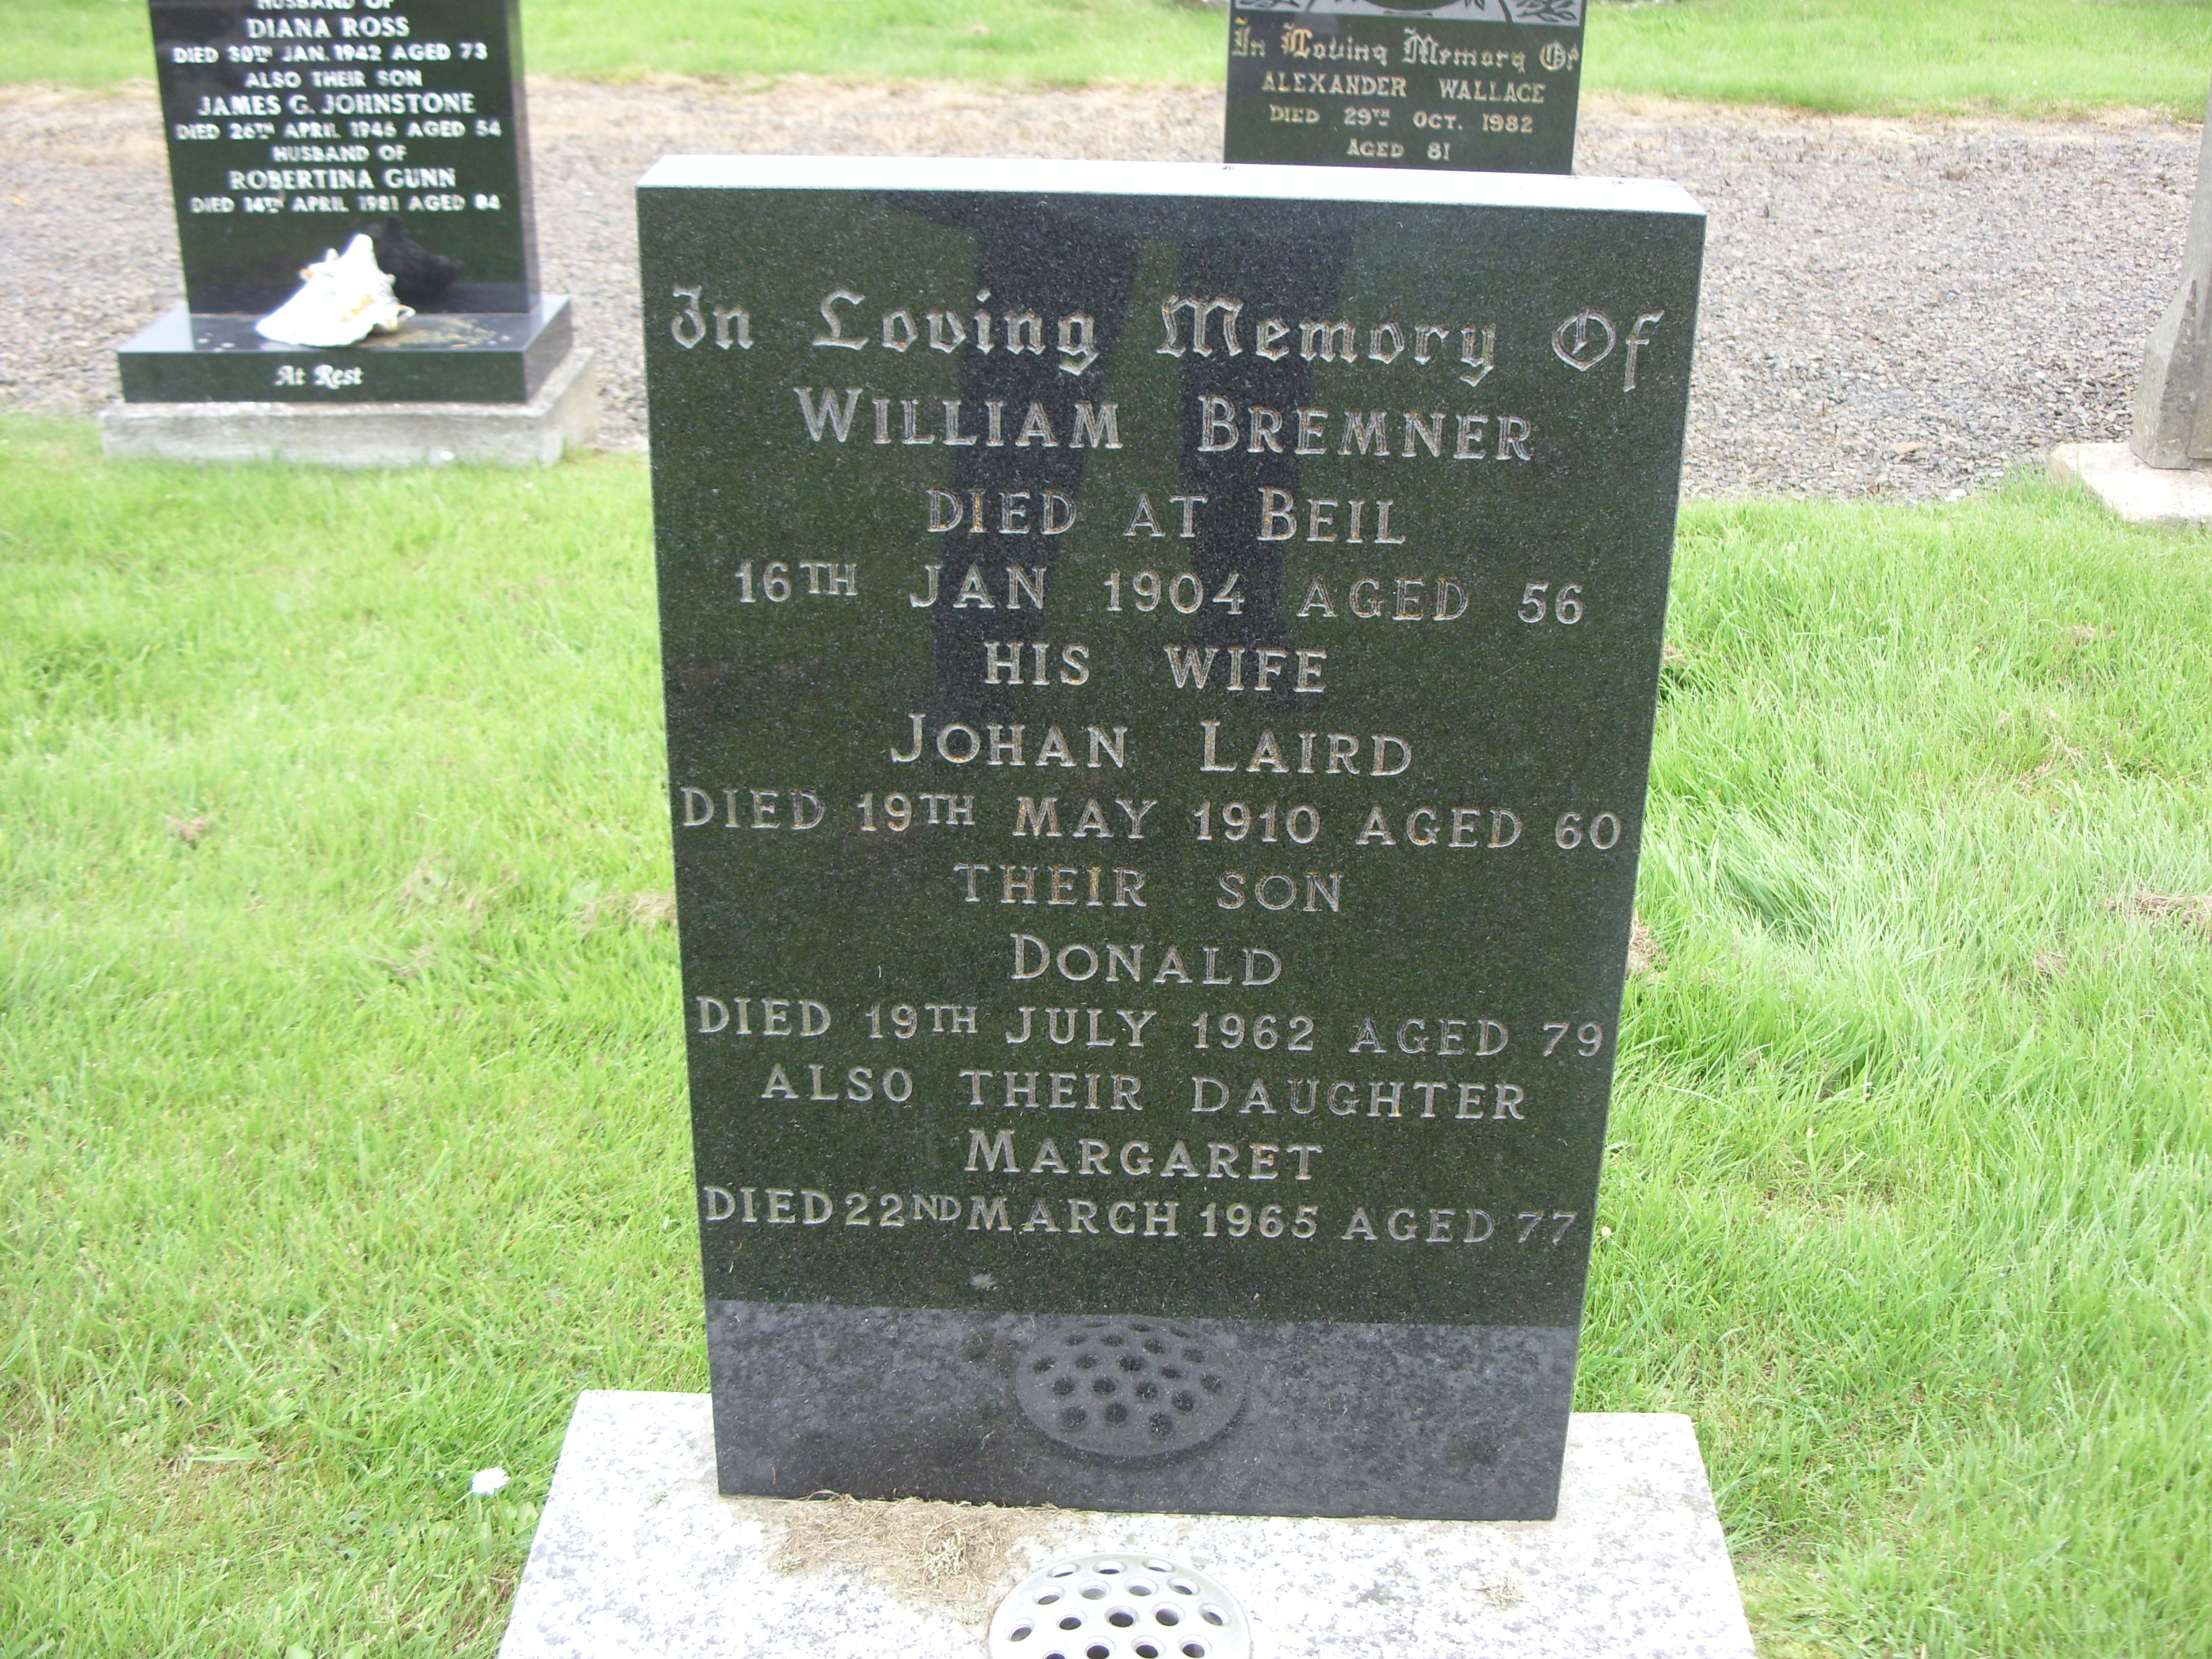 HUSBAND OF
DIANA ROSS
DIED 30TH JAN. 1942 AGED 73
ALSO THEIR SON
JAMES G. JOHNSTONE
DIED 26TH APRIL 1946 AGED 54
HUSBAND OF
ROBERTINA GUNN
DIED 14TH APRIL 1981 AGED 84
At Rest
In Loving Memory Of
ALEXANDER WALLACE
DIED 29TH OCT. 1982
AGED 81
In Loving Memory Of
WILLIAM BREMNER
DIED AT BEIL
16TH JAN 1904 AGED 56
HIS WIFE
JOHAN LAIRD
DIED 19TH MAY 1910 AGED 60
THEIR SON
DONALD
DIED 19TH JULY 1962 AGED 79
ALSO THEIR DAUGHTER
MARGARET
DIED 22ND MARCH 1965 AGED 77